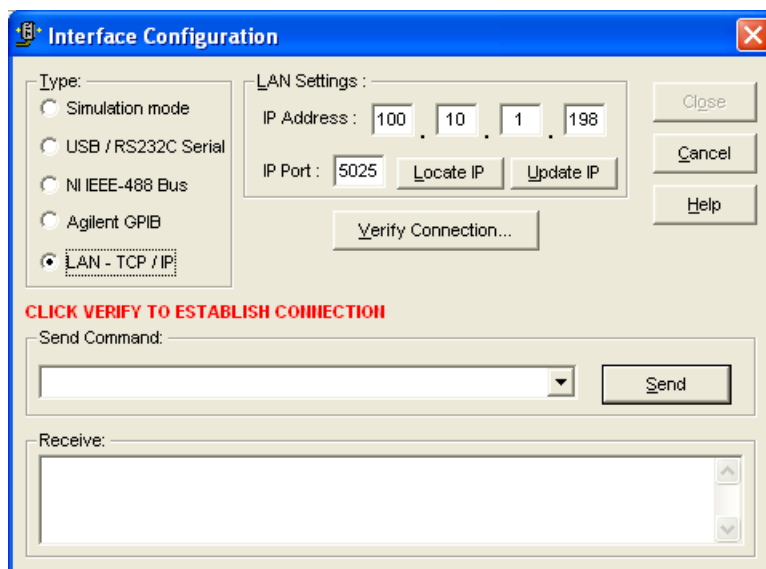 Interface Configuration
Type:
Simulation mode
USB / RS232C Serial
NI IEEE-488 Bus
Agilent GPIB
LAN - TCP / IP
LAN Settings :
IP Address : 100 . 10 . 1 . 198
IP Port : 5025 Locate IP Update IP
Verify Connection...
Close
Cancel
Help
CLICK VERIFY TO ESTABLISH CONNECTION
Send Command:
Send
Receive: